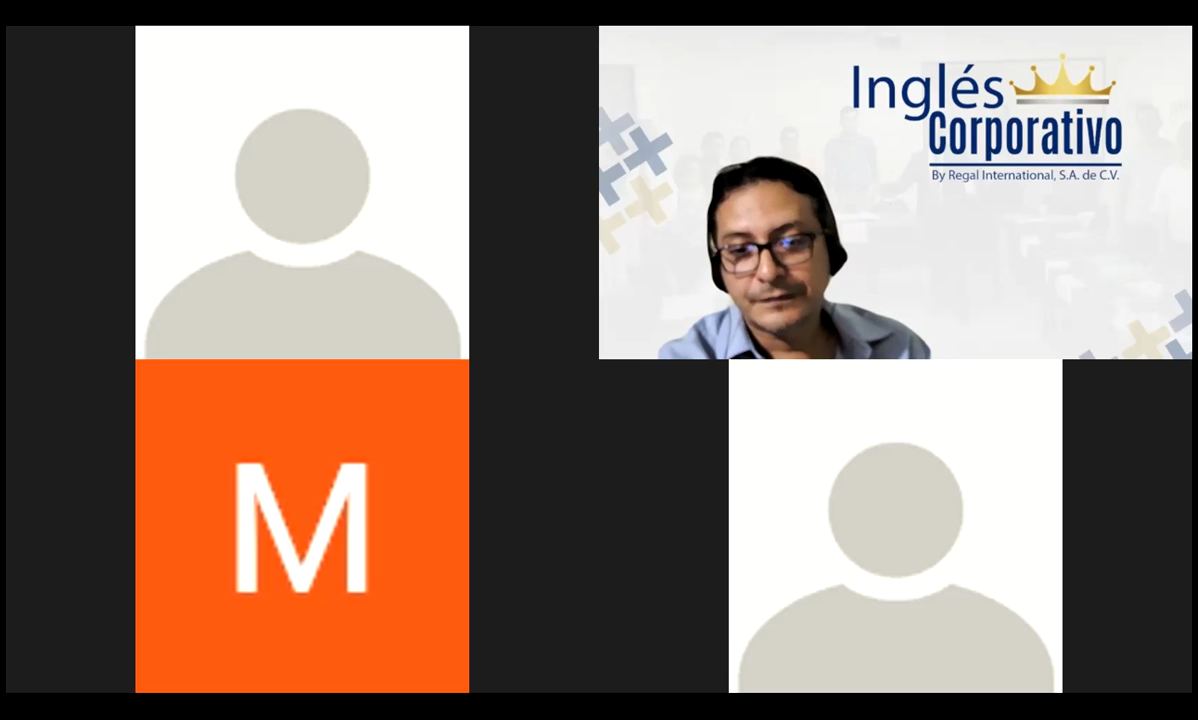 Inglés
Corporativo
By Regal International, S.A. de C.V.
M